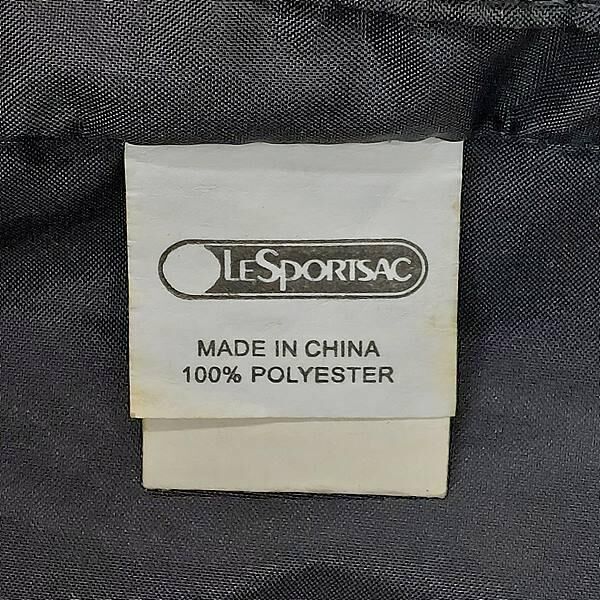 LESPORTSAC
MADE IN CHINA
100% POLYESTER